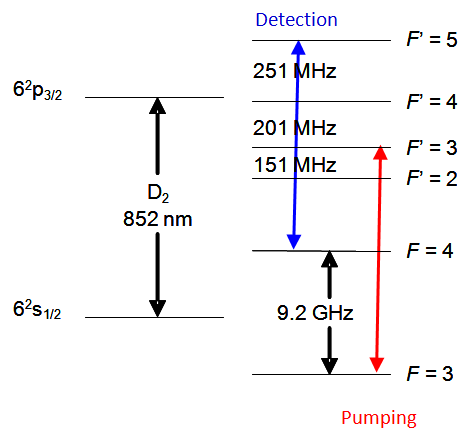 Detection
F' = 5
251 MHz
6²p₃/₂
F' = 4
201 MHz
F' = 3
151 MHz
F' = 2
D₂
852 nm
F = 4
6²s₁/₂
9.2 GHz
F = 3
Pumping